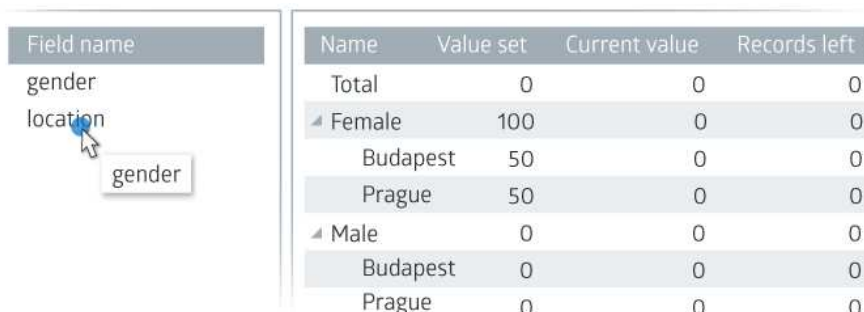 Field name
gender
location
gender
Name Value set Current value Records left
Total 0 0 0
Female 100 0 0
Budapest 50 0 0
Prague 50 0 0
Male 0 0 0
Budapest 0 0 0
Prague 0 0 0